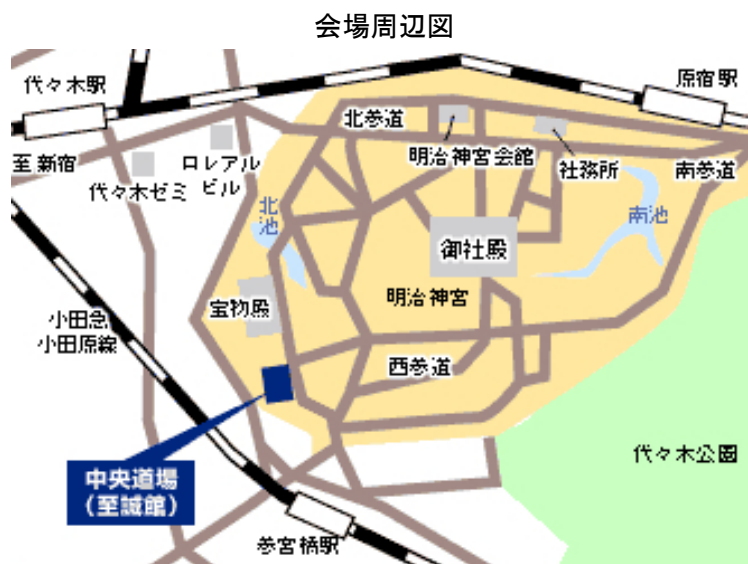 会場周辺図
代々木駅
原宿駅
北参道
至新宿
ロレアル
ビル
明治神宮会館
社務所
南参道
代々木ゼミ
北
池
南池
御社殿
宝物殿
明治神宮
小田急
小田原線
西参道
代々木公園
中央道場
(至誠館)
参宮橋駅